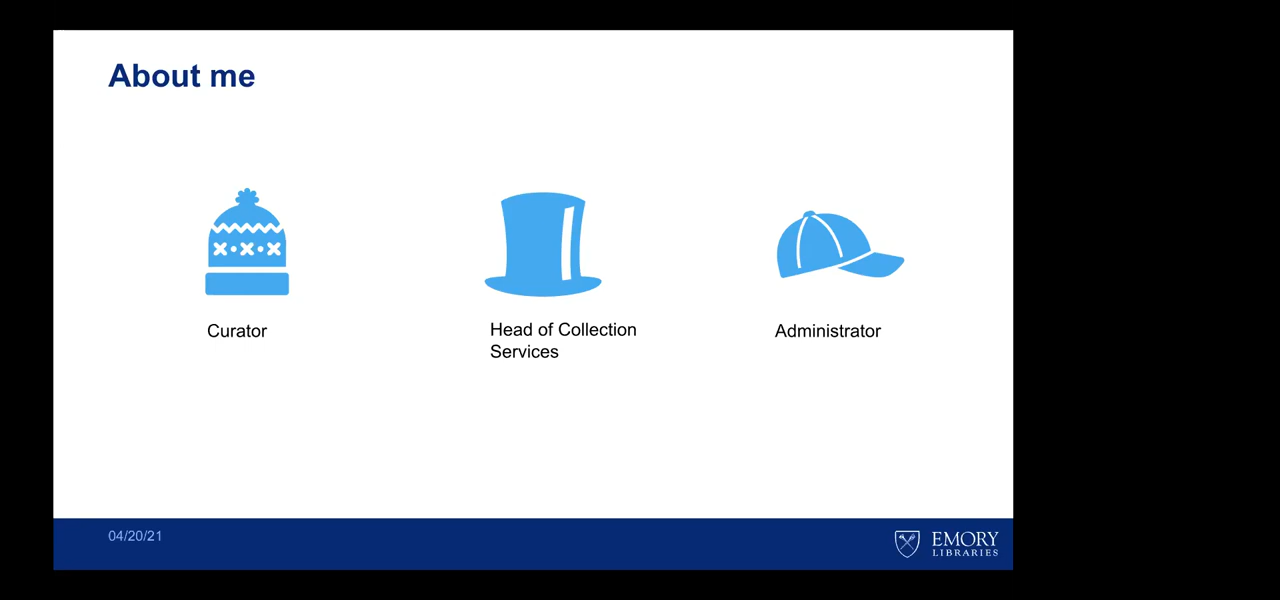 About me
Curator
Head of Collection
Services
Administrator
04/20/21
EMORY
LIBRARIES